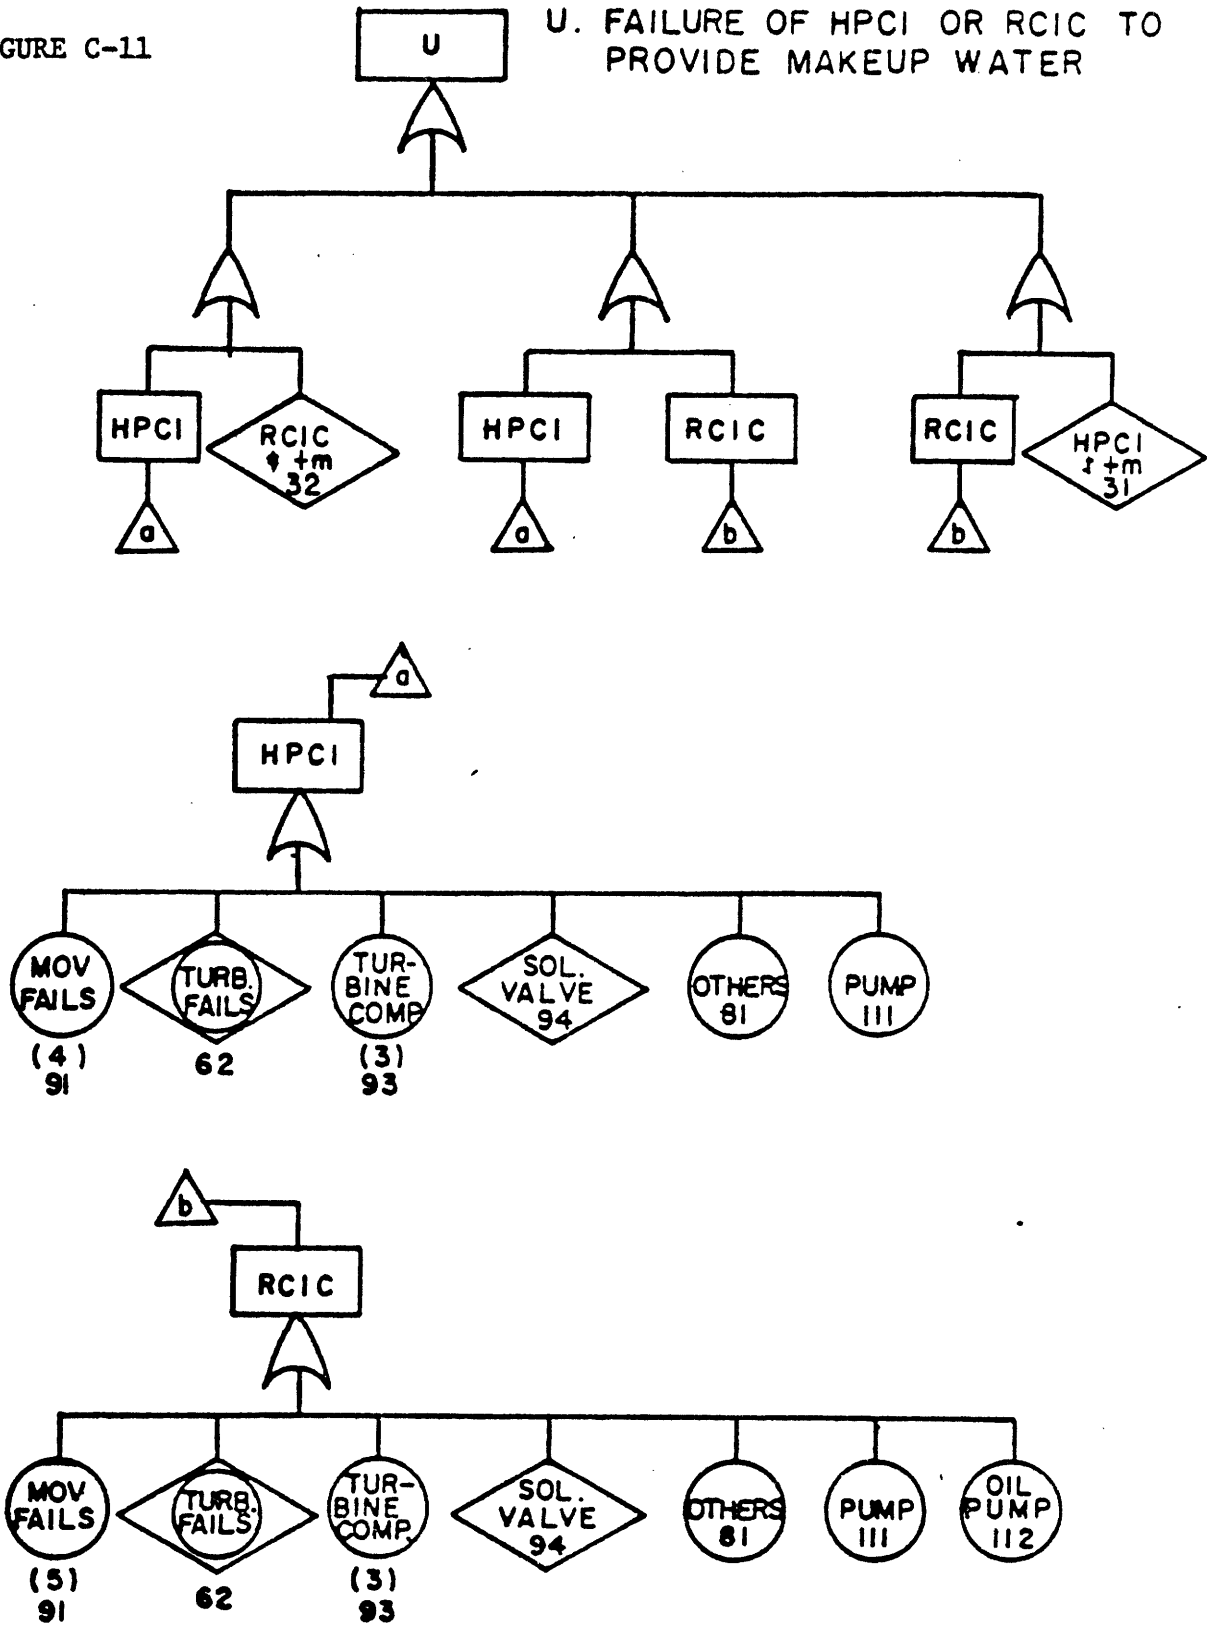 GURE C-11
U
U. FAILURE OF HPCI OR RCIC TO
PROVIDE MAKEUP WATER
HPCI
RCIC
+m
32
HPCI
RCIC
RCIC
HPCI
+m
31
a
a
b
b
a
HPCI
MOV
FAILS
(4)
91
TURB.
FAILS
62
TUR-
BINE
COMP
(3)
93
SOL.
VALVE
94
OTHERS
81
PUMP
111
b
RCIC
MOV
FAILS
(5)
91
TURB.
FAILS
62
TUR-
BINE
COMP.
(3)
93
SOL.
VALVE
94
OTHERS
81
PUMP
111
OIL
PUMP
112